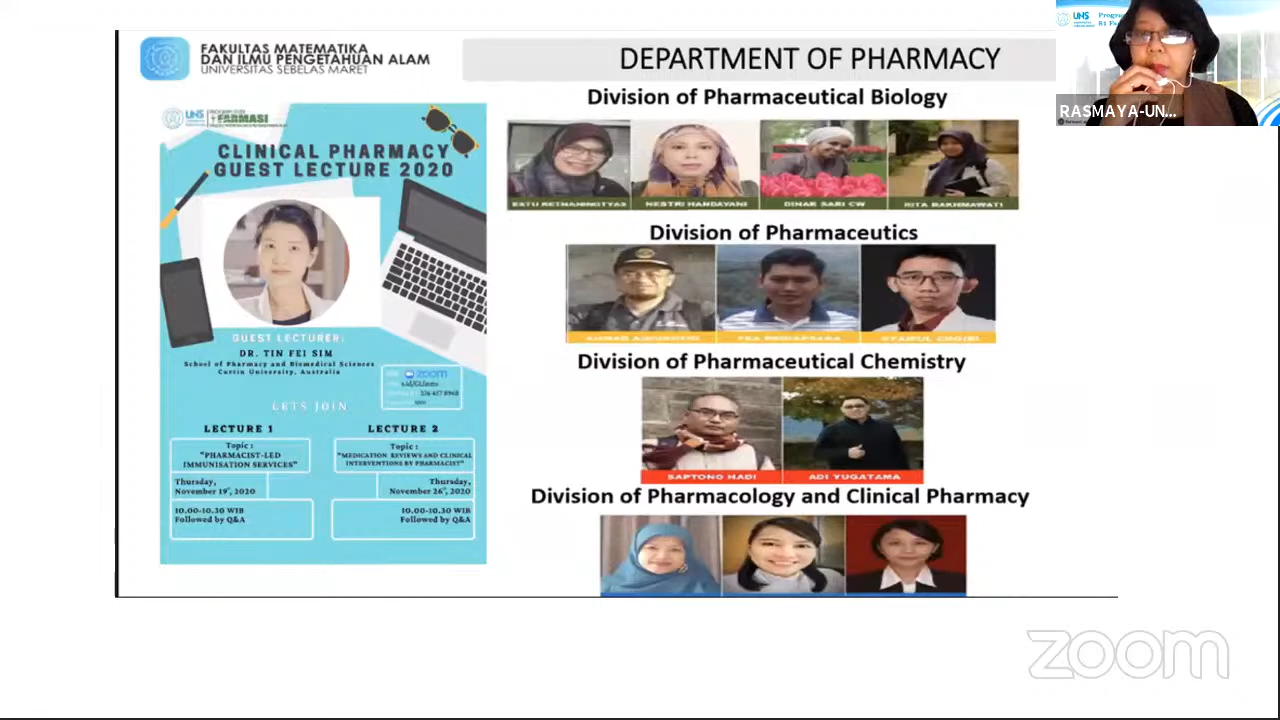 FAKULTAS MATEMATIKA
DAN ILMU PENGETAHUAN ALAM
UNIVERSITAS SEBELAS MARET
DEPARTMENT OF PHARMACY
UNS
FARMASI
CLINICAL PHARMACY
GUEST LECTURE 2020
GUEST LECTURER:
DR. TIN FEI SIM
School of Pharmacy and Biomedical Sciences
Curtin University, Australia
zoom
LETS JOIN
LECTURE 1
Topic :
"PHARMACIST-LED
IMMUNISATION SERVICES"
Thursday,
November 19th, 2020
10.00-10.30 WIB
Followed by Q&A
LECTURE 2
Topic :
"MEDICATION REVIEWS AND CLINICAL
INTERVENTIONS BY PHARMACIST"
Thursday,
November 26th, 2020
10.00-10.30 WIB
Followed by Q&A
Division of Pharmaceutical Biology
ESTU RETNANINGTYAS
NESTRI HANDAYANI
DINAR SARI CW
RITA RAKHMAWATI
Division of Pharmaceutics
Division of Pharmaceutical Chemistry
SAPTONO HADI
ADI YUGATAMA
Division of Pharmacology and Clinical Pharmacy
UNS
RASMAYA-UN...
zoom